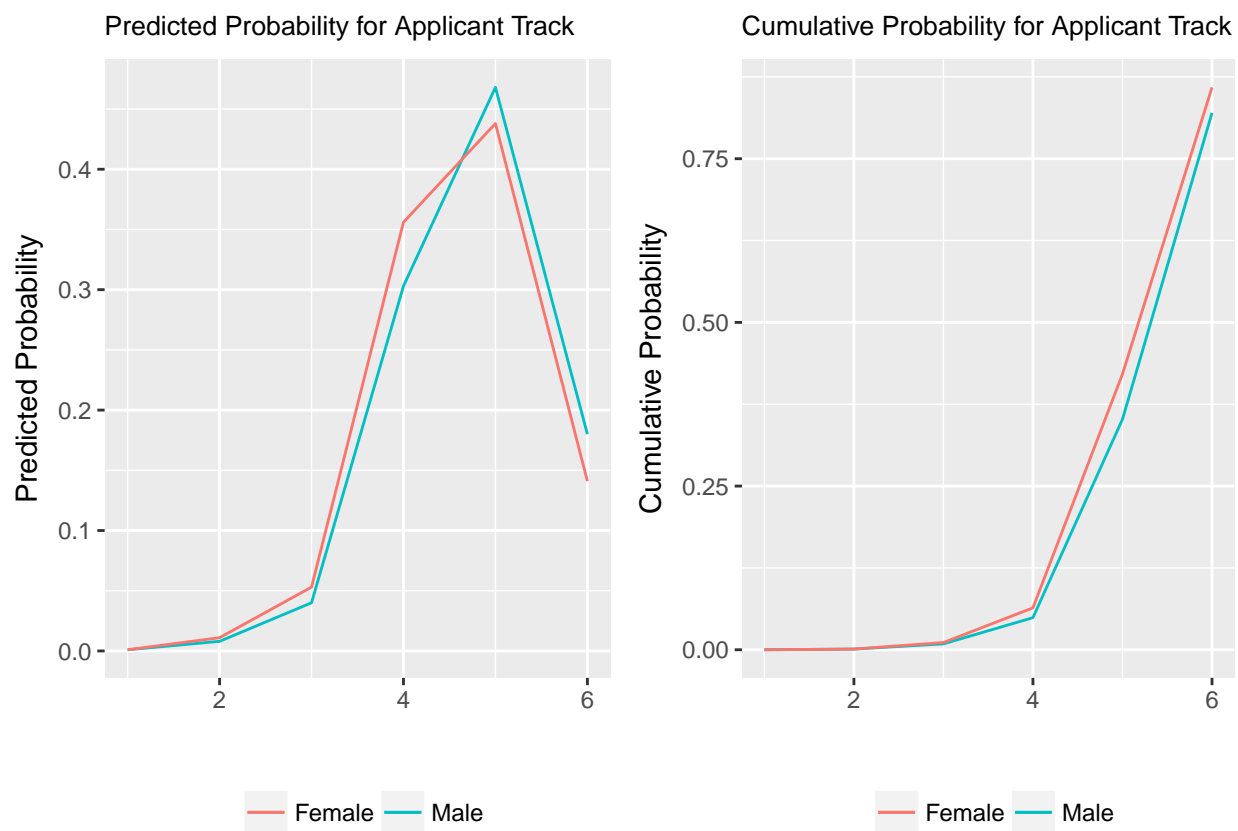 Predicted Probability for Applicant Track
Predicted Probability
0.4
0.3
0.2
0.1
0.0
2 4 6
Female Male
Cumulative Probability for Applicant Track
Cumulative Probability
0.75
0.50
0.25
0.00
2 4 6
Female Male